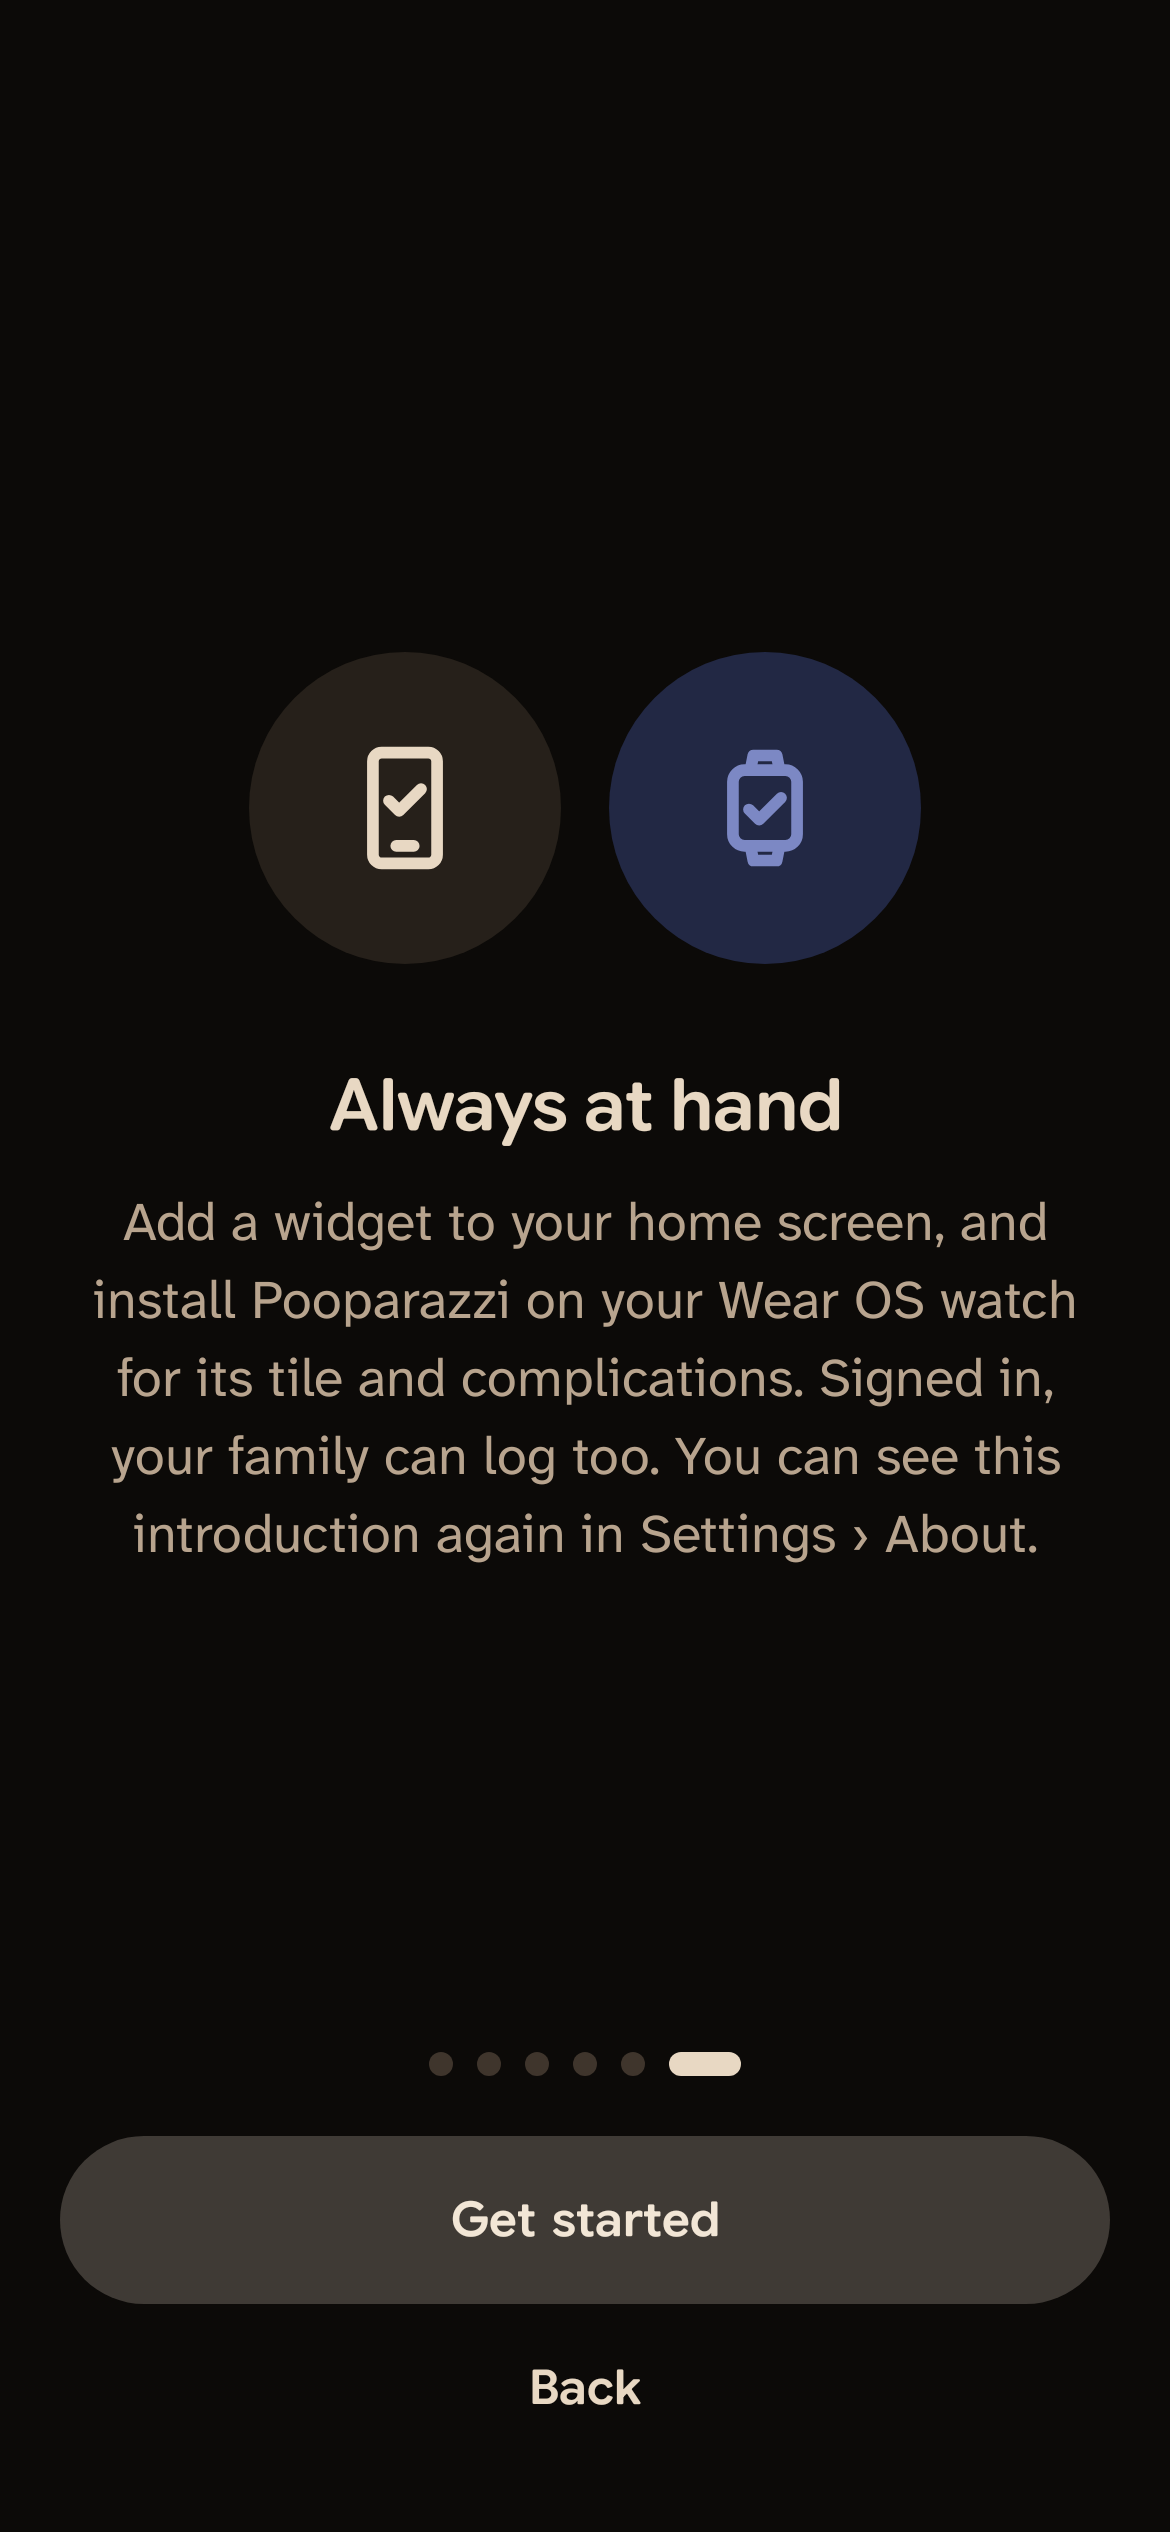 Always at hand
Add a widget to your home screen, and
install Pooparazzi on your Wear OS watch
for its tile and complications. Signed in,
your family can log too. You can see this
introduction again in Settings › About.
Get started
Back